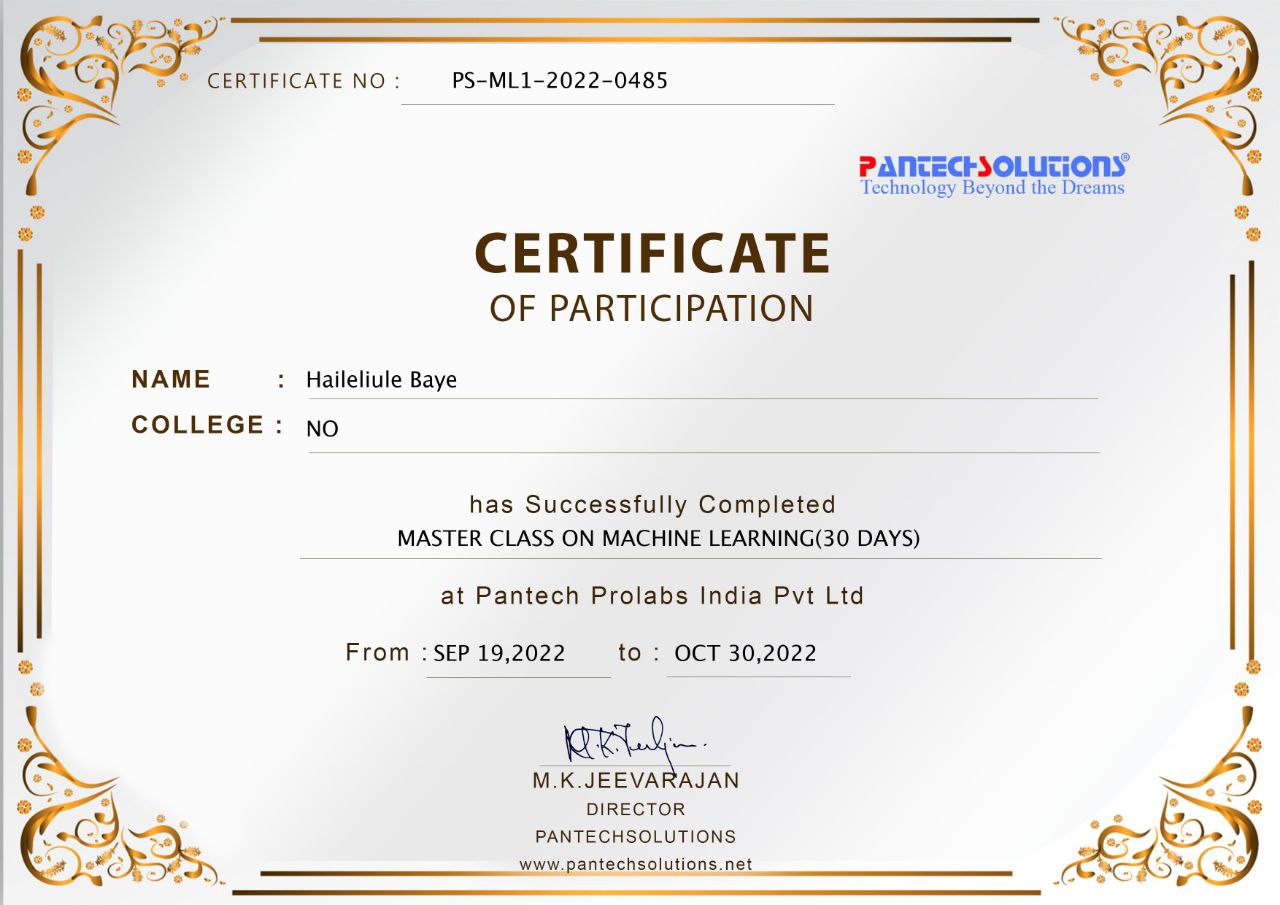 CERTIFICATE NO : PS-ML1-2022-0485
PANTECHSOLUTIONS®
Technology Beyond the Dreams
CERTIFICATE
OF PARTICIPATION
NAME : Haileliule Baye
COLLEGE : NO
has Successfully Completed
MASTER CLASS ON MACHINE LEARNING(30 DAYS)
at Pantech Prolabs India Pvt Ltd
From : SEP 19,2022 to : OCT 30,2022
M.K.JEEVARAJAN
DIRECTOR
PANTECHSOLUTIONS
www.pantechsolutions.net